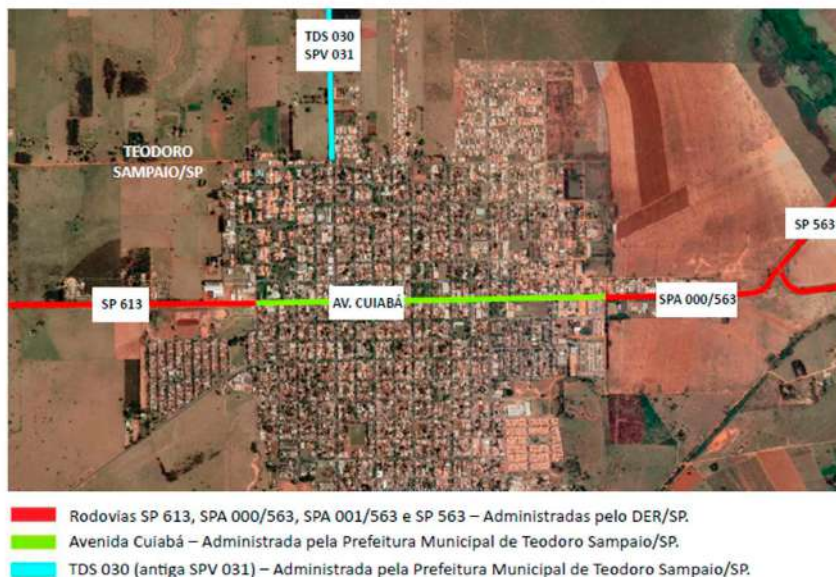 TDS 030
SPV 031
TEODORO
SAMPAIO/SP
SP 563
SP 613
AV. CUIABÁ
SPA 000/563
Rodovias SP 613, SPA 000/563, SPA 001/563 e SP 563 – Administradas pelo DER/SP.
Avenida Cuiabá – Administrada pela Prefeitura Municipal de Teodoro Sampaio/SP.
TDS 030 (antiga SPV 031) – Administrada pela Prefeitura Municipal de Teodoro Sampaio/SP.